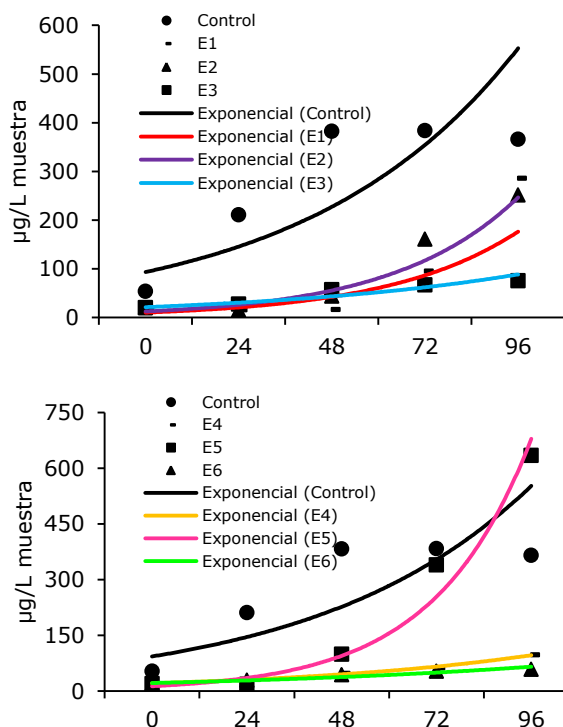 600
500
400
300
200
100
0
µg/L muestra
Control
E1
E2
E3
Exponencial (Control)
Exponencial (E1)
Exponencial (E2)
Exponencial (E3)
0 24 48 72 96
750
600
450
300
150
0
µg/L muestra
Control
E4
E5
E6
Exponencial (Control)
Exponencial (E4)
Exponencial (E5)
Exponencial (E6)
0 24 48 72 96